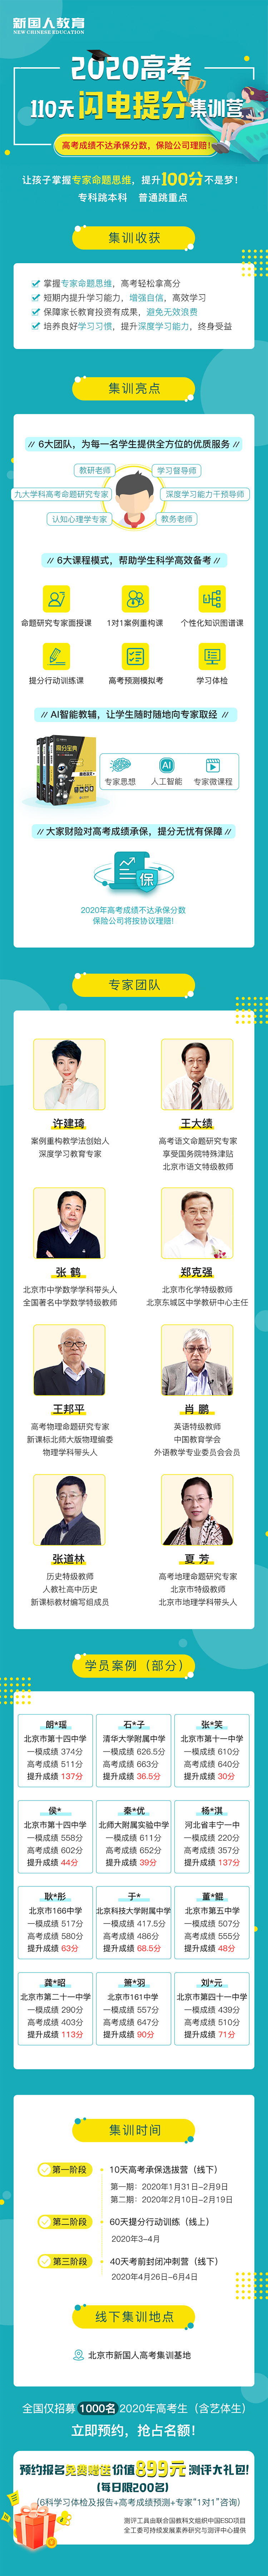 新国人教育
NEW CHINESE EDUCATION
2020高考
110天闪电提分集训营
高考成绩不达承保分数，保险公司理赔！
让孩子掌握专家命题思维，提升100分不是梦！
专科跳本科 普通跳重点
集训收获
掌握专家命题思维，高考轻松拿高分
短期内提升学习能力，增强自信，高效学习
保障家长教育投资有成果，避免无效浪费
培养良好学习习惯，提升深度学习能力，终身受益
集训亮点
// 6大团队，为每一名学生提供全方位的优质服务 //
教研老师 学习督导师
九大学科高考命题研究专家 深度学习能力干预导师
认知心理学专家 教务老师
// 6大课程模式，帮助学生科学高效备考 //
命题研究专家面授课 1对1案例重构课 个性化知识图谱课
提分行动训练课 高考预测模拟考 学习体检
// AI智能教辅，让学生随时随地向专家取经 //
AI
专家思想 人工智能 专家微课程
// 大家财险对高考成绩承保，提分无忧有保障 //
保
2020年高考成绩不达承保分数
保险公司将按协议理赔!
专家团队
许建琦 王大绩
案例重构教学法创始人 高考语文命题研究专家
深度学习教育专家 享受国务院特殊津贴
北京市语文特级教师
张 鹤 郑克强
北京市中学数学学科带头人 北京市化学特级教师
全国著名中学数学特级教师 北京东城区中学教研中心主任
王邦平 肖 鹏
高考物理命题研究专家 英语特级教师
新课标北师大版物理编委 中国教育学会
物理学科带头人 外语教学专业委员会会员
张道林 夏 芳
历史特级教师 高考地理命题研究专家
人教社高中历史 北京市特级教师
新课标教材编写组成员 北京市地理学科带头人
学员案例（部分）
朗*瑶 石*子 张*笑
北京市第十四中学 清华大学附属中学 北京市第十一中学
一模成绩 374分 一模成绩 626.5分 一模成绩 610分
高考成绩 511分 高考成绩 663分 高考成绩 640分
提升成绩 137分 提升成绩 36.5分 提升成绩 30分
侯* 秦*优 杨*淇
北京市第十四中学 北师大附属实验中学 河北省丰宁一中
一模成绩 558分 一模成绩 611分 一模成绩 220分
高考成绩 602分 高考成绩 652分 高考成绩 357分
提升成绩 44分 提升成绩 39分 提升成绩 137分
耿*彤 于* 董*鲲
北京市166中学 北京科技大学附属中学 北京市第五中学
一模成绩 517分 一模成绩 417.5分 一模成绩 507分
高考成绩 580分 高考成绩 486分 高考成绩 555分
提升成绩 63分 提升成绩 68.5分 提升成绩 48分
龚*昭 箫*羽 刘*元
北京市第二十一中学 北京市161中学 北京市第四十一中学
一模成绩 290分 一模成绩 557分 一模成绩 439分
高考成绩 403分 高考成绩 647分 高考成绩 510分
提升成绩 113分 提升成绩 90分 提升成绩 71分
集训时间
第一阶段 10天高考承保选拔营（线下）
第一期：2020年1月31日-2月9日
第二期：2020年2月10日-2月19日
第二阶段 60天提分行动训练（线上）
2020年3-4月
第三阶段 40天考前封闭冲刺营（线下）
2020年4月26日-6月4日
线下集训地点
北京市新国人高考集训基地
全国仅招募 1000名 2020年高考生（含艺体生）
立即预约，抢占名额！
预约报名免费赠送价值899元测评大礼包!
(每日限200名)
(6科学习体检及报告+高考成绩预测+专家“1对1”咨询)
测评工具由联合国教科文组织中国ESD项目
全工委可持续发展素养研究与测评中心提供